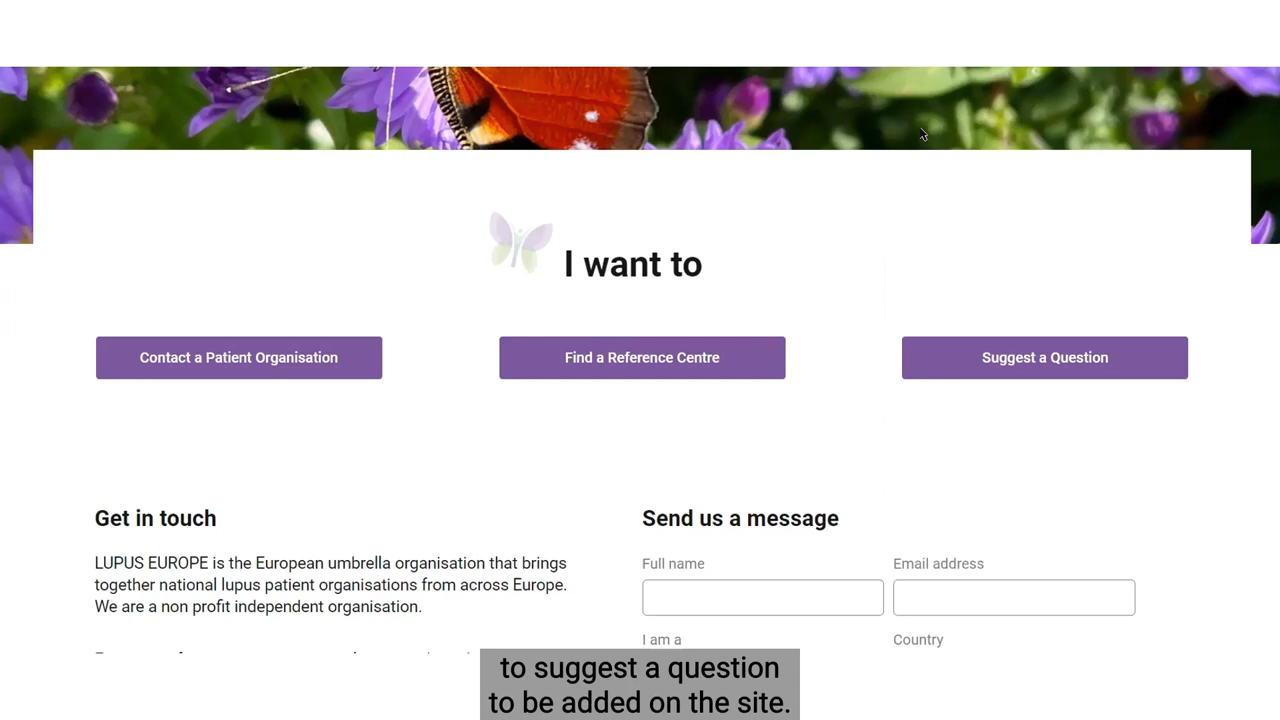 I want to
Contact a Patient Organisation
Find a Reference Centre
Suggest a Question
Get in touch
LUPUS EUROPE is the European umbrella organisation that brings
together national lupus patient organisations from across Europe.
We are a non profit independent organisation.
Send us a message
Full name
Email address
I am a
Country
to suggest a question
to be added on the site.